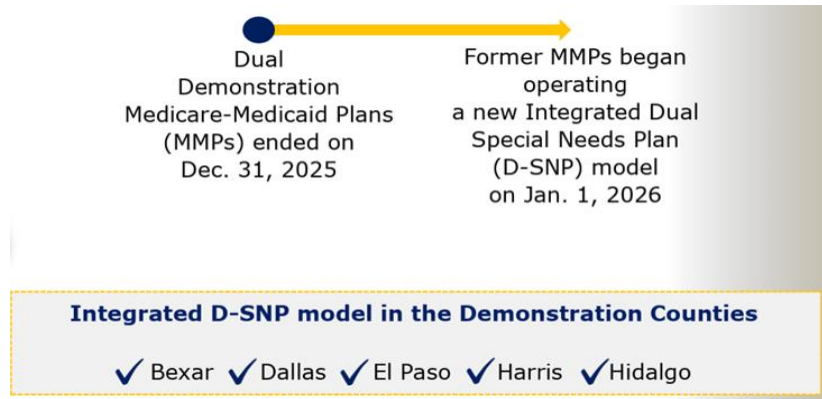 Dual
Demonstration
Medicare-Medicaid Plans
(MMPs) ended on
Dec. 31, 2025
Former MMPs began
operating
a new Integrated Dual
Special Needs Plan
(D-SNP) model
on Jan. 1, 2026
Integrated D-SNP model in the Demonstration Counties
✓ Bexar ✓ Dallas ✓ El Paso ✓ Harris ✓ Hidalgo